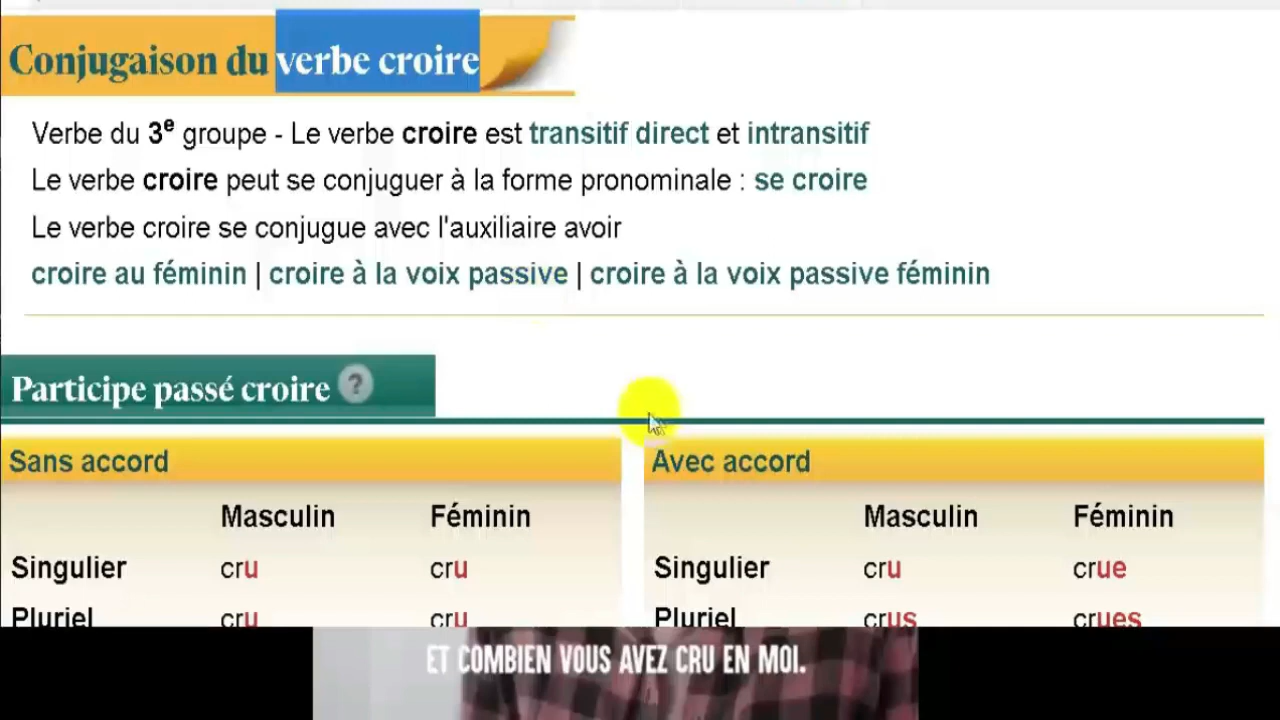 Conjugaison du verbe croire
Verbe du 3e groupe - Le verbe croire est transitif direct et intransitif
Le verbe croire peut se conjuguer à la forme pronominale : se croire
Le verbe croire se conjugue avec l'auxiliaire avoir
croire au féminin | croire à la voix passive | croire à la voix passive féminin
Participe passé croire ?
Sans accord
Masculin Féminin
Singulier cru cru
Pluriel cru cru
Avec accord
Masculin Féminin
Singulier cru crue
Pluriel crus crues
ET COMBIEN VOUS AVEZ CRU EN MOI.